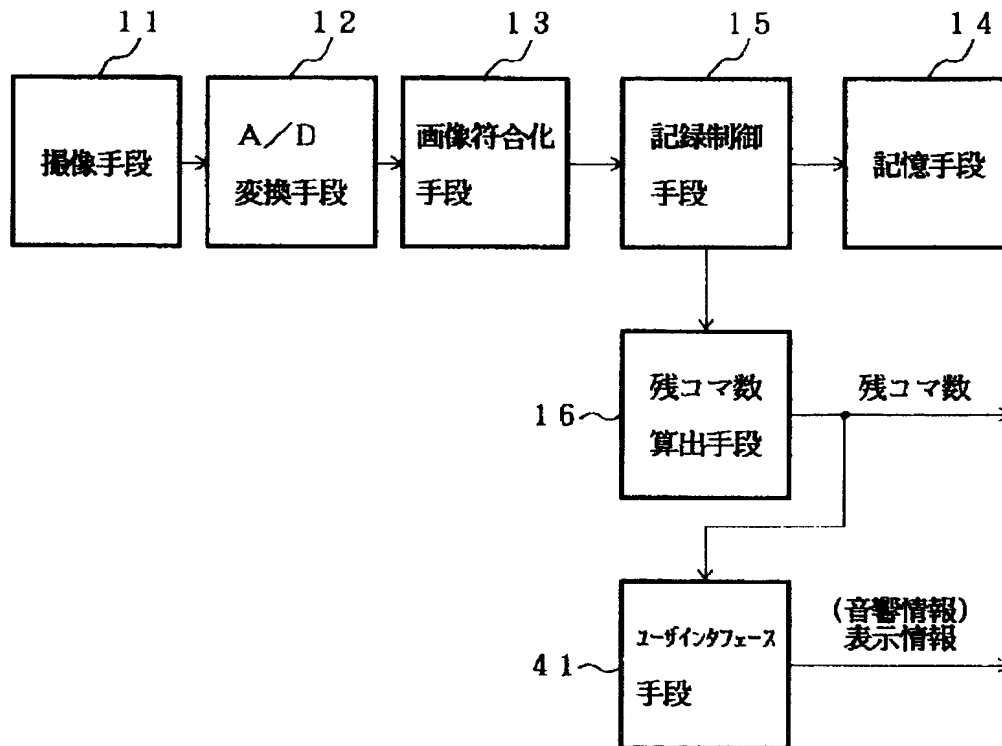 １１ １２ １３ １５ １４
撮像手段
Ａ／Ｄ
変換手段
画像符合化
手段
記録制御
手段
記憶手段
１６
残コマ数
算出手段
残コマ数
４１
ﾕｰｻﾞｲﾝﾀﾌｪｰｽ
手段
(音響情報)
表示情報